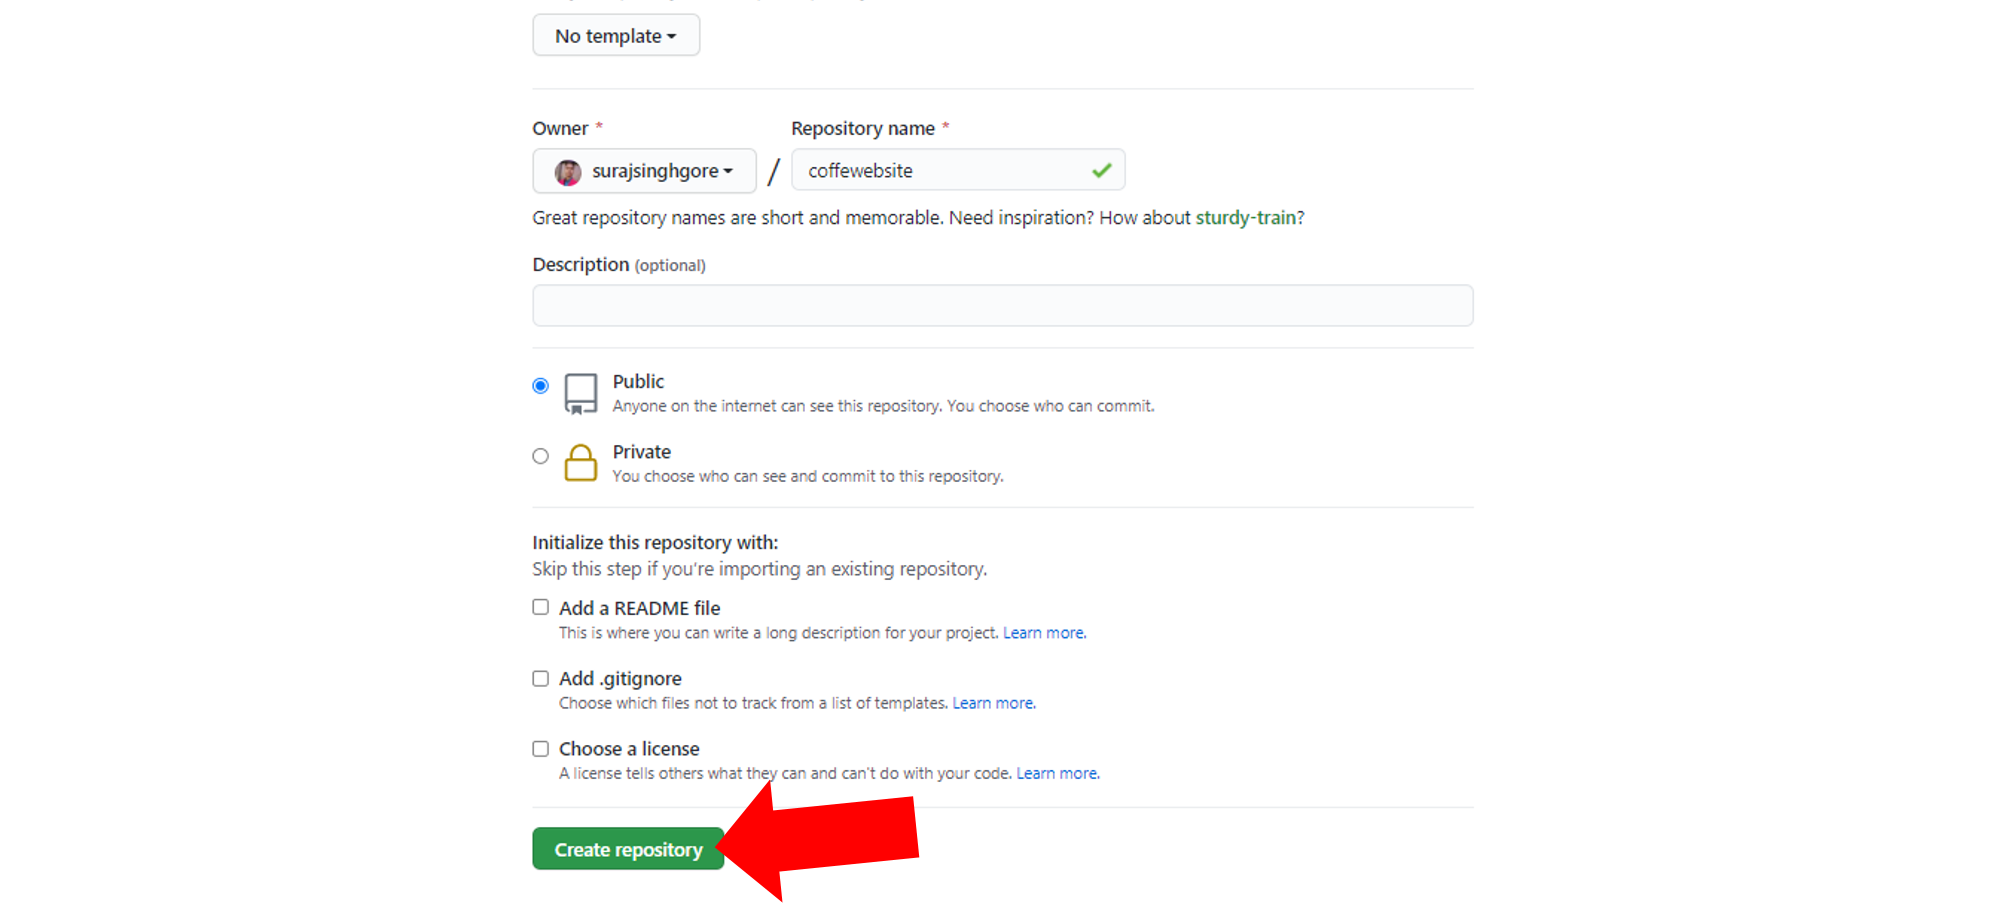 No template
Owner *
Repository name *
surajsinghgore / coffewebsite
Great repository names are short and memorable. Need inspiration? How about sturdy-train?
Description (optional)
Public
Anyone on the internet can see this repository. You choose who can commit.
Private
You choose who can see and commit to this repository.
Initialize this repository with:
Skip this step if you're importing an existing repository.
Add a README file
This is where you can write a long description for your project. Learn more.
Add .gitignore
Choose which files not to track from a list of templates. Learn more.
Choose a license
A license tells others what they can and can't do with your code. Learn more.
Create repository